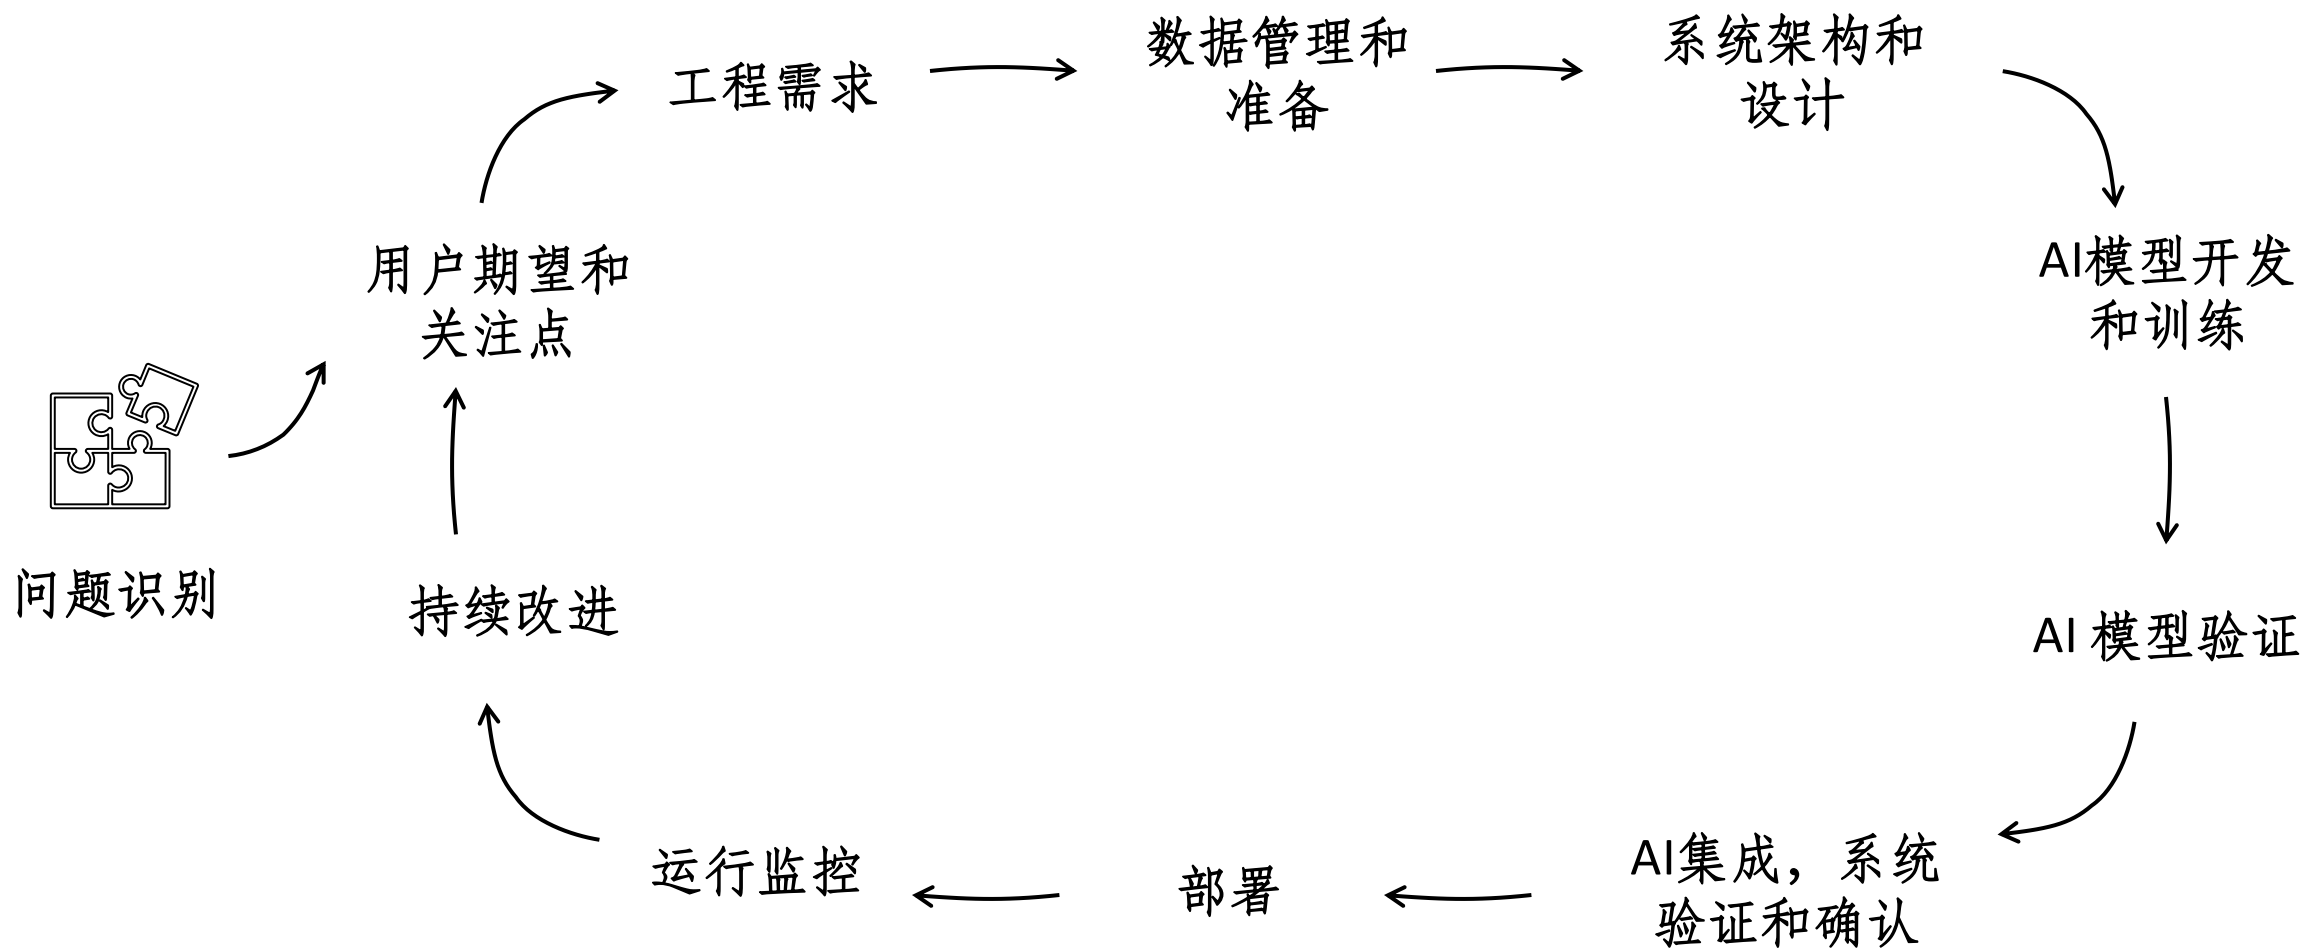 问题识别
用户期望和
关注点
工程需求
数据管理和
准备
系统架构和
设计
AI模型开发
和训练
AI 模型验证
AI集成，系统
验证和确认
部署
运行监控
持续改进